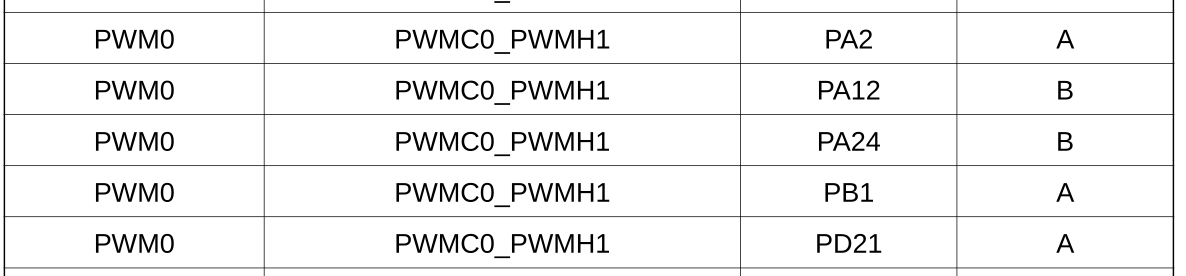 PWM0 PWMC0_PWMH1 PA2 A
PWM0 PWMC0_PWMH1 PA12 B
PWM0 PWMC0_PWMH1 PA24 B
PWM0 PWMC0_PWMH1 PB1 A
PWM0 PWMC0_PWMH1 PD21 A